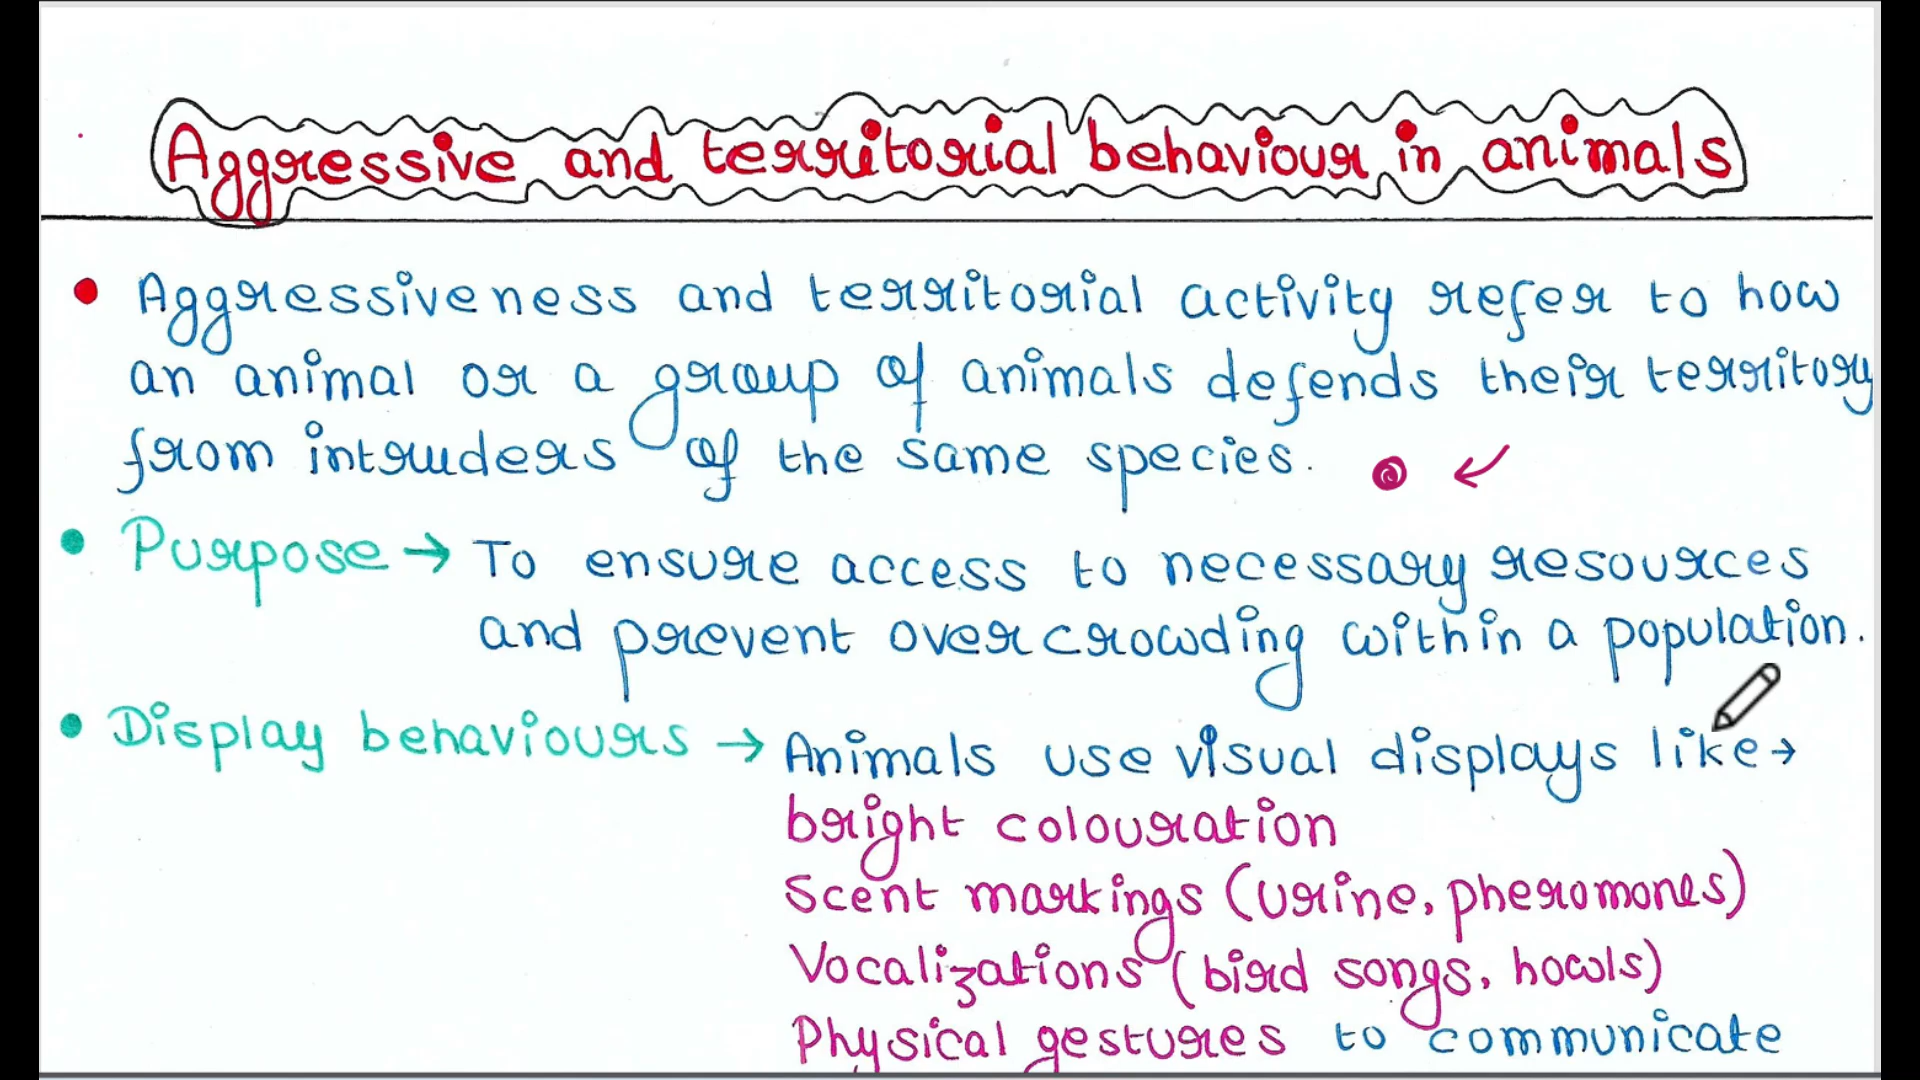 Aggressive and territorial behaviour in animals
Aggressiveness and territorial activity refer to how
an animal or a group of animals defends their territory
from intruders of the same species.
Purpose → To ensure access to necessary resources
and prevent overcrowding within a population.
Display behaviours → Animals use visual displays like →
bright colouration
Scent markings (urine, pheromones)
Vocalizations (bird songs, howls)
Physical gestures to communicate